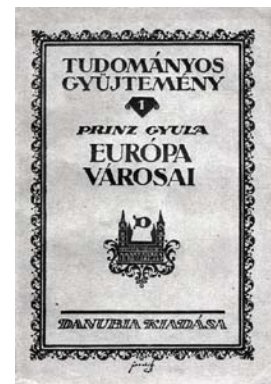 TUDOMÁNYOS
GYŰJTEMÉNY
1
PRINZ GYULA
EURÓPA
VÁROSAI
D
DANUBIA KIADÁSA